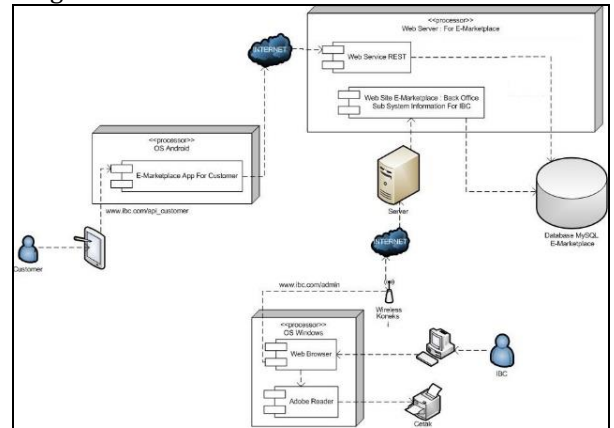 <<processor>>
Web Server : For E-Marketplace
INTERNET
Web Service REST
Web Site E-Marketplace : Back Office
Sub System Information For IBC
<<processor>>
OS Android
E-Marketplace App For Customer
www.ibc.com/api_customer
Customer
Server
Database MySQL
E-Marketplace
INTERNET
www.ibc.com/admin
Wireless
Koneks
i
<<processor>>
OS Windows
Web Browser
Adobe Reader
IBC
Cetak